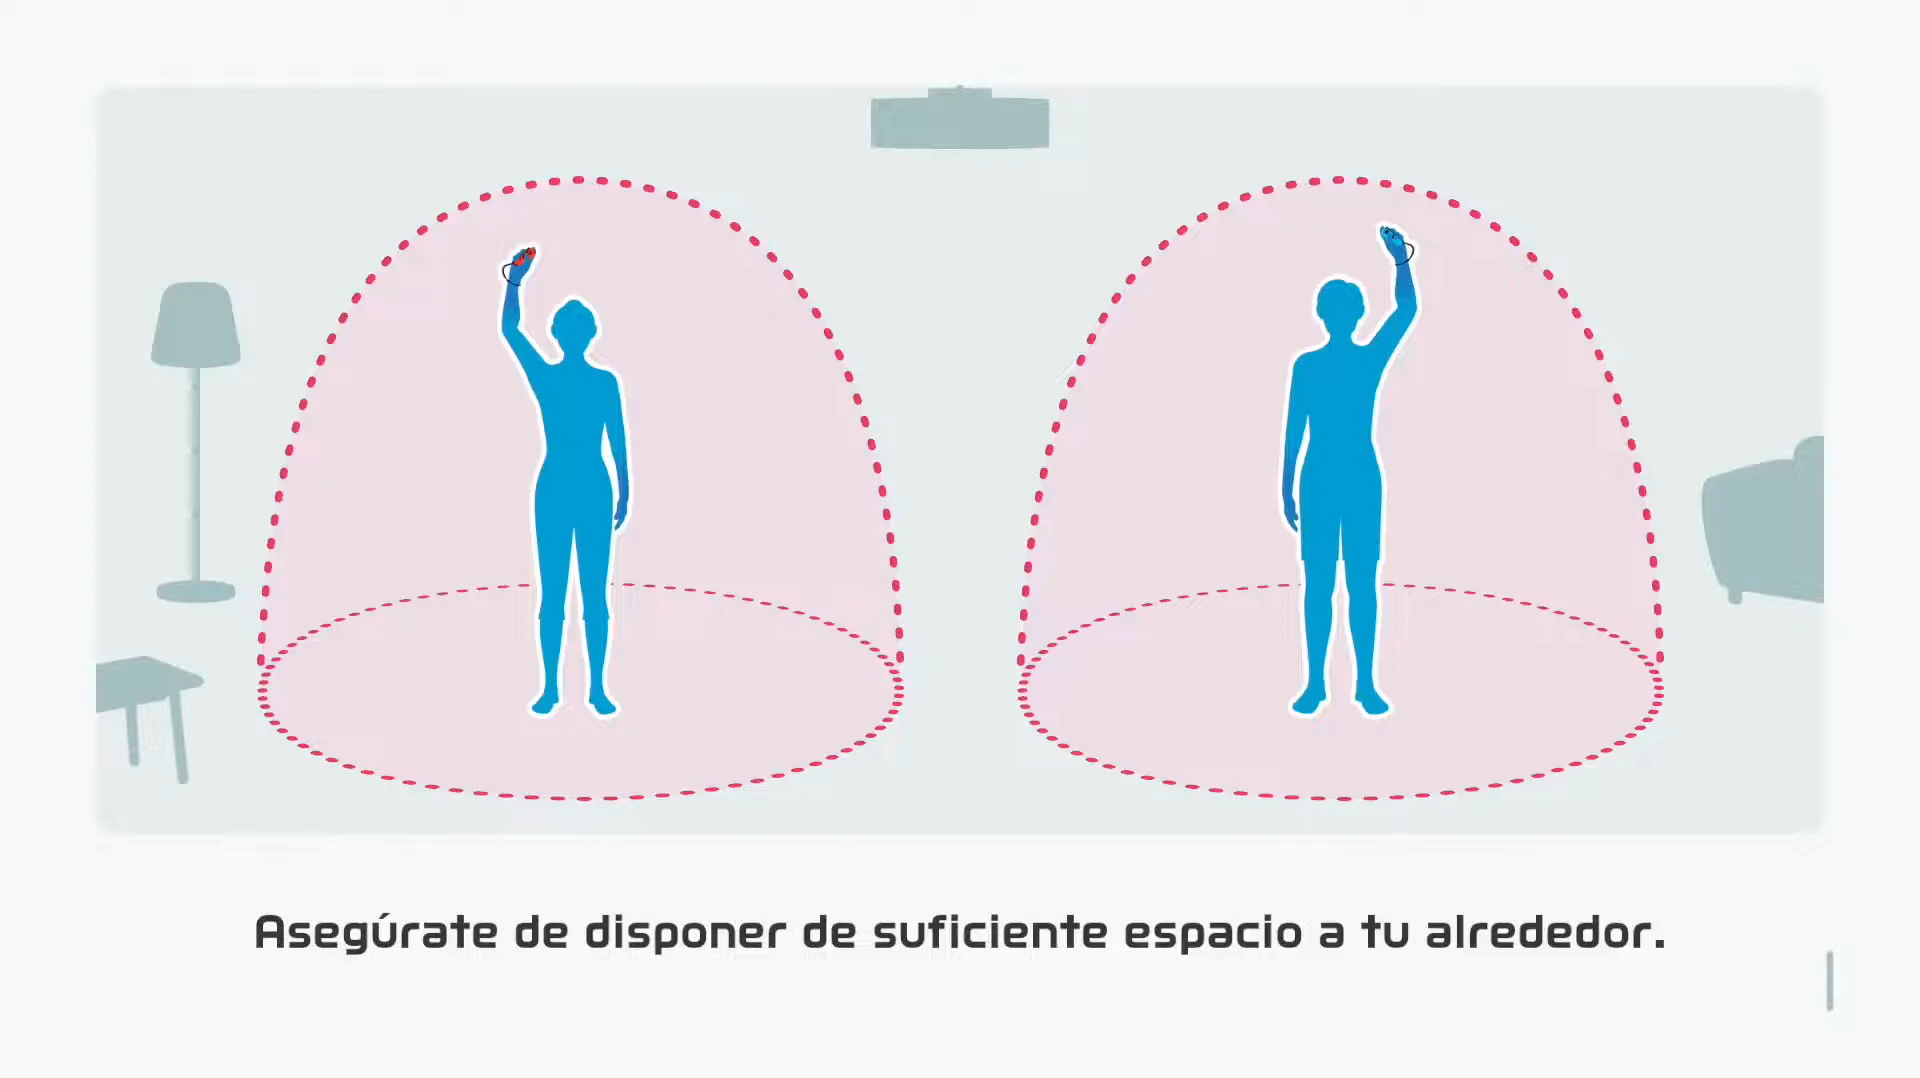 Asegúrate de disponer de suficiente espacio a tu alrededor.